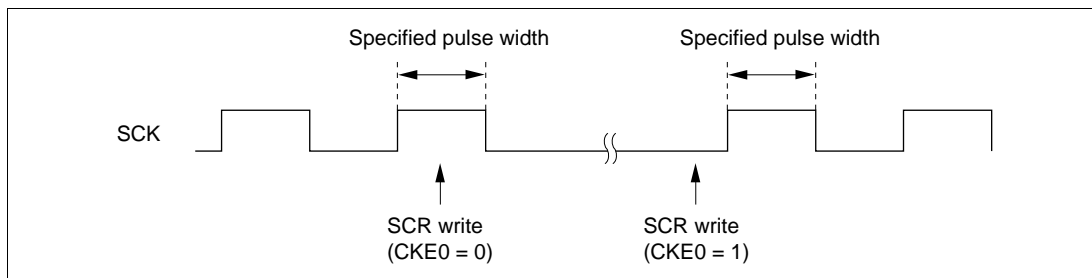 Specified pulse width
Specified pulse width
SCK
SCR write
(CKE0 = 0)
SCR write
(CKE0 = 1)